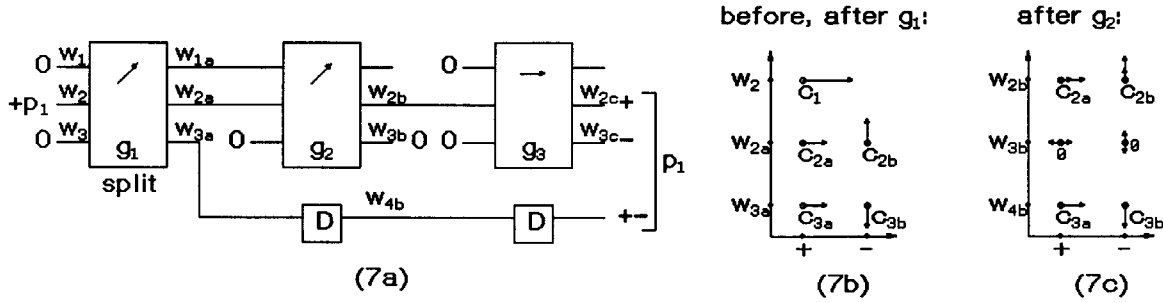 before, after g₁:
after g₂:
0 w₁ w₁ₐ 0
+p₁ w₂ w₂ₐ w₂b w₂c+
0 w₃ w₃ₐ 0 w₃b 0 0 w₃c-
g₁ g₂ g₃
split
p₁
D w₄b D +-
(7a)
w₂ C₁
w₂ₐ C₂ₐ C₂b
w₃ₐ C₃ₐ C₃b
+ -
(7b)
w₂b C₂ₐ C₂b
w₃b 0 0
w₄b C₃ₐ C₃b
+ -
(7c)